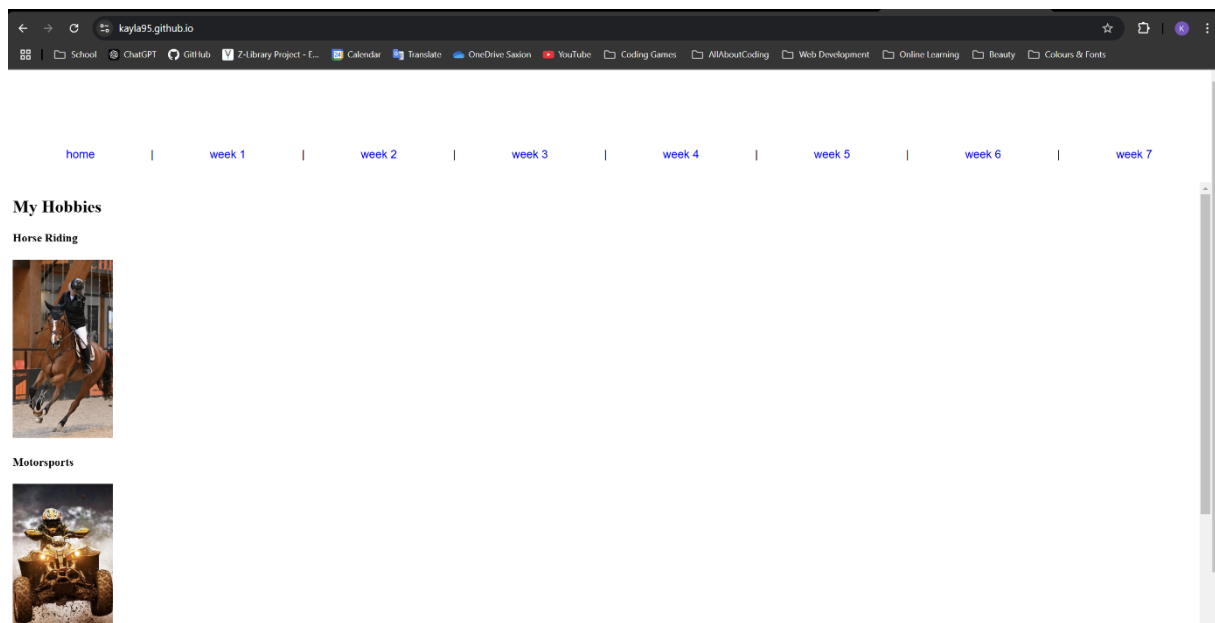 kayla95.github.io
School ChatGPT GitHub Z-Library Project - E... Calendar Translate OneDrive Saxion YouTube Coding Games AllAboutCoding Web Development Online Learning Beauty Colours & Fonts
home | week 1 | week 2 | week 3 | week 4 | week 5 | week 6 | week 7
My Hobbies
Horse Riding
Motorsports